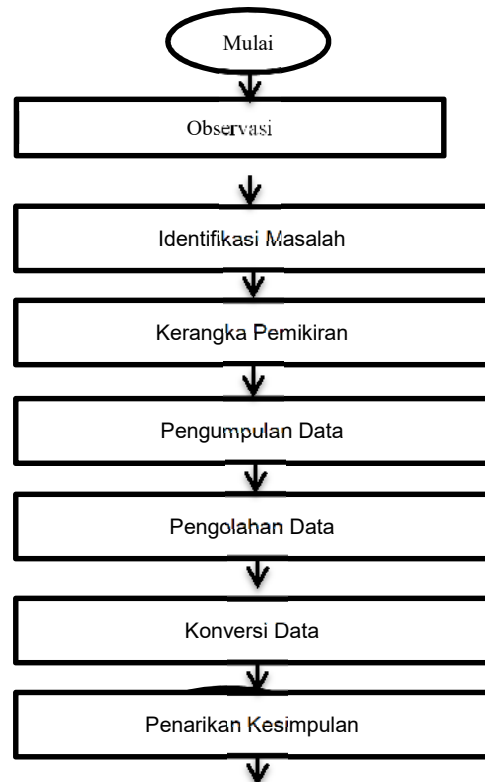 Mulai
Observasi
Identifikasi Masalah
Kerangka Pemikiran
Pengumpulan Data
Pengolahan Data
Konversi Data
Penarikan Kesimpulan